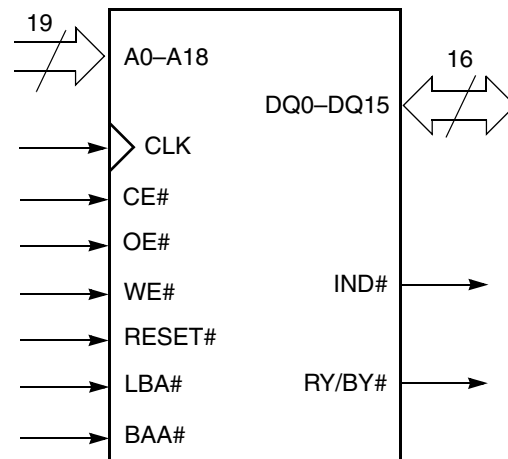 19
A0–A18
16
DQ0–DQ15
CLK
CE#
OE#
WE#
IND#
RESET#
LBA#
RY/BY#
BAA#